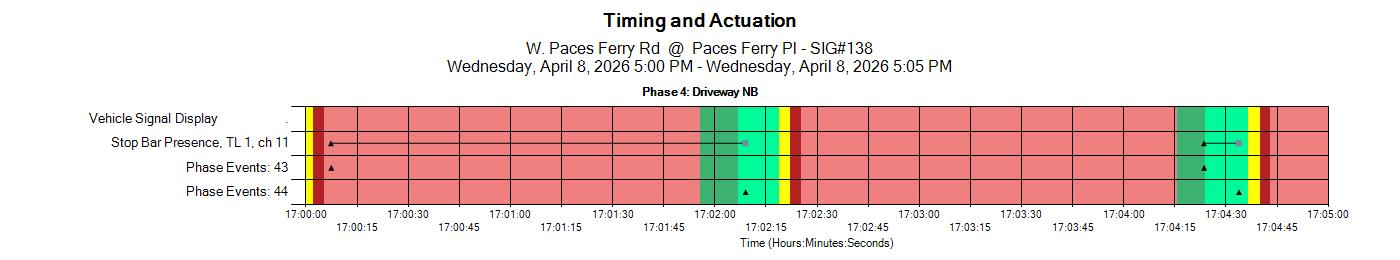 Timing and Actuation
W. Paces Ferry Rd @ Paces Ferry Pl - SIG#138
Wednesday, April 8, 2026 5:00 PM - Wednesday, April 8, 2026 5:05 PM
Phase 4: Driveway NB
Vehicle Signal Display .
Stop Bar Presence, TL 1, ch 11
Phase Events: 43
Phase Events: 44
17:00:00 17:00:30 17:01:00 17:01:30 17:02:00 17:02:30 17:03:00 17:03:30 17:04:00 17:04:30 17:05:00
17:00:15 17:00:45 17:01:15 17:01:45 17:02:15 17:02:45 17:03:15 17:03:45 17:04:15 17:04:45
Time (Hours:Minutes:Seconds)